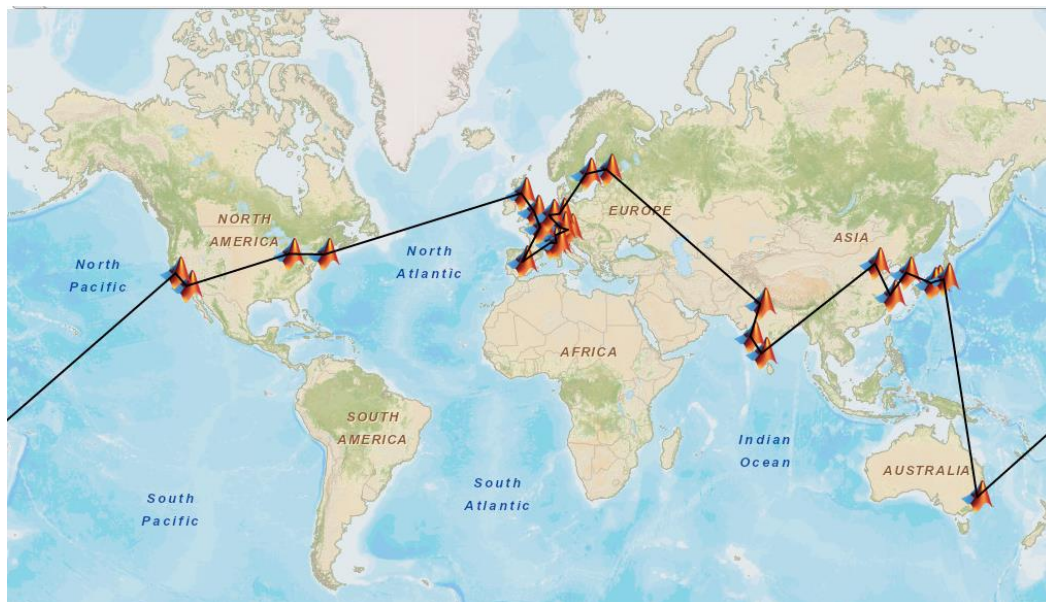 NORTH
AMERICA
EUROPE
ASIA
North
Pacific
North
Atlantic
AFRICA
SOUTH
AMERICA
Indian
Ocean
AUSTRALIA
South
Pacific
South
Atlantic